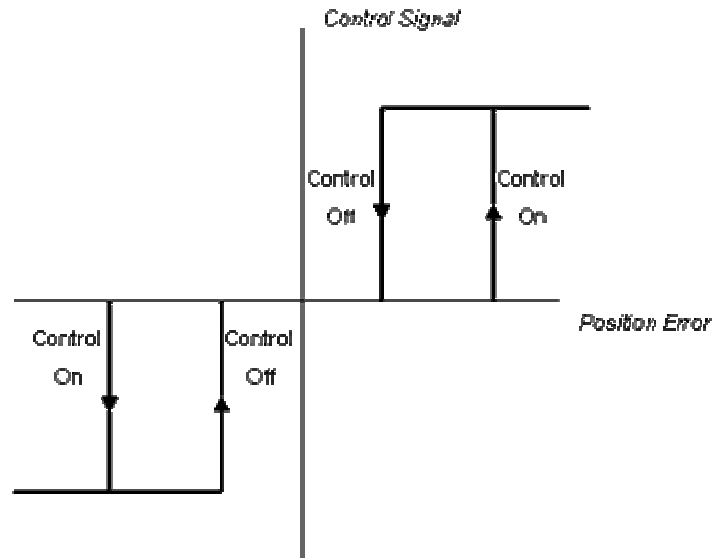 Control Signal
Control
Off
Control
On
Position Error
Control
On
Control
Off